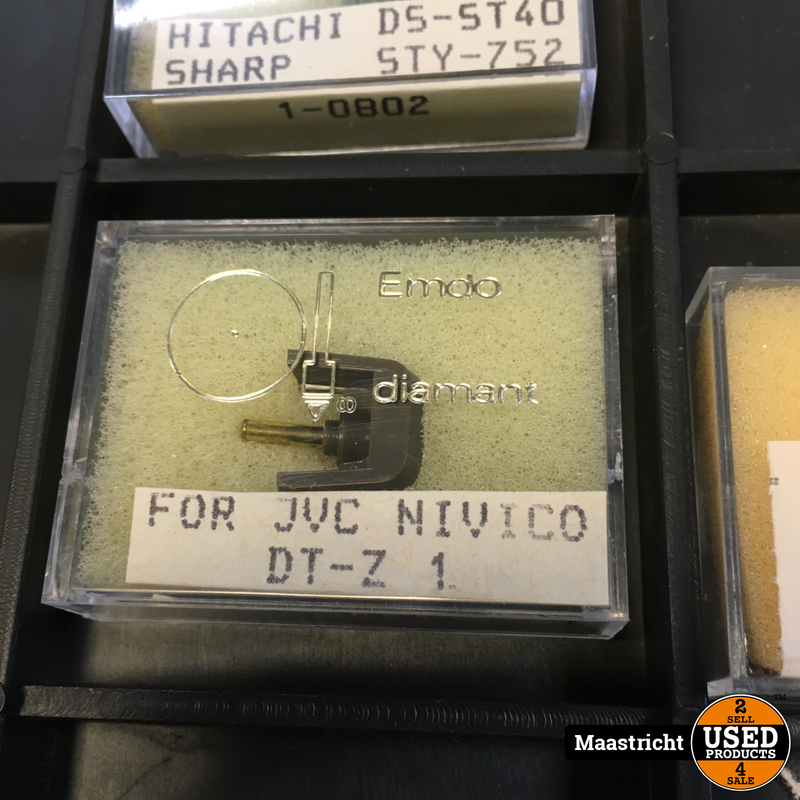 HITACHI DS-ST40
SHARP STY-752
1-0802
Emdo
diamant
®
FOR JVC NIVICO
DT-Z 1
Maastricht
2
SELL
USED
PRODUCTS
4
SALE
TM